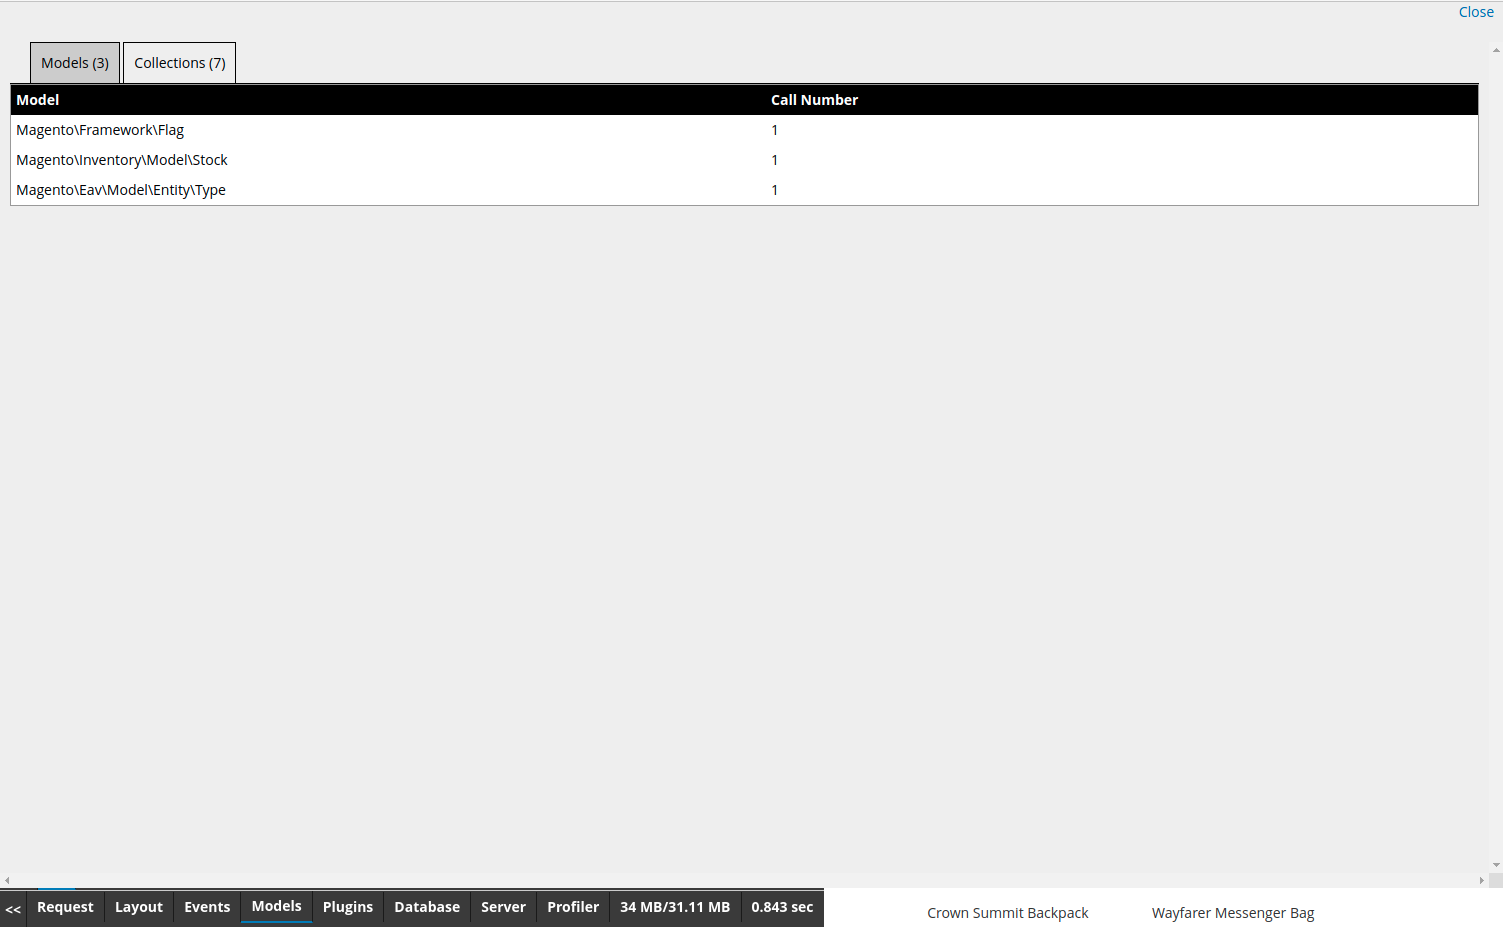 Close
Models (3) Collections (7)
Model Call Number
Magento\Framework\Flag 1
Magento\Inventory\Model\Stock 1
Magento\Eav\Model\Entity\Type 1
<< Request Layout Events Models Plugins Database Server Profiler 34 MB/31.11 MB 0.843 sec
Crown Summit Backpack Wayfarer Messenger Bag